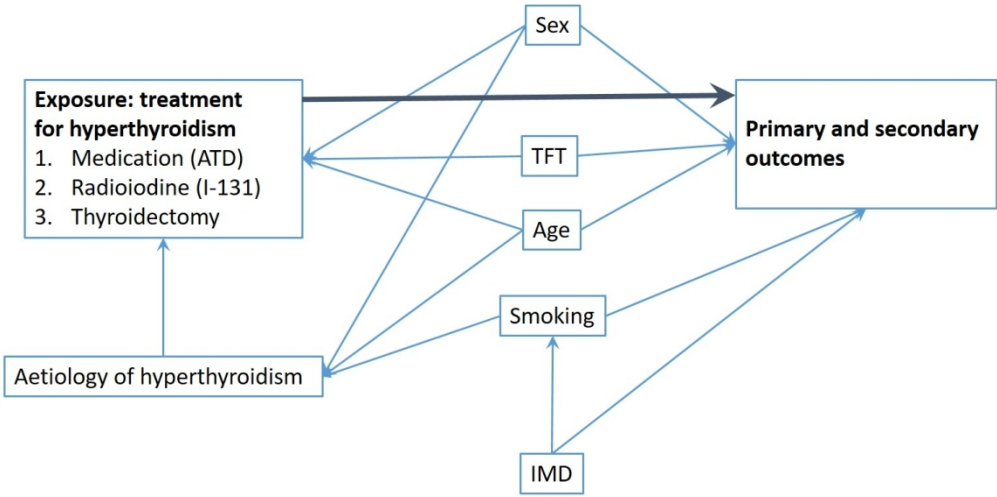 Sex
Exposure: treatment
for hyperthyroidism
1. Medication (ATD)
2. Radioiodine (I-131)
3. Thyroidectomy
Primary and secondary
outcomes
TFT
Age
Smoking
Aetiology of hyperthyroidism
IMD